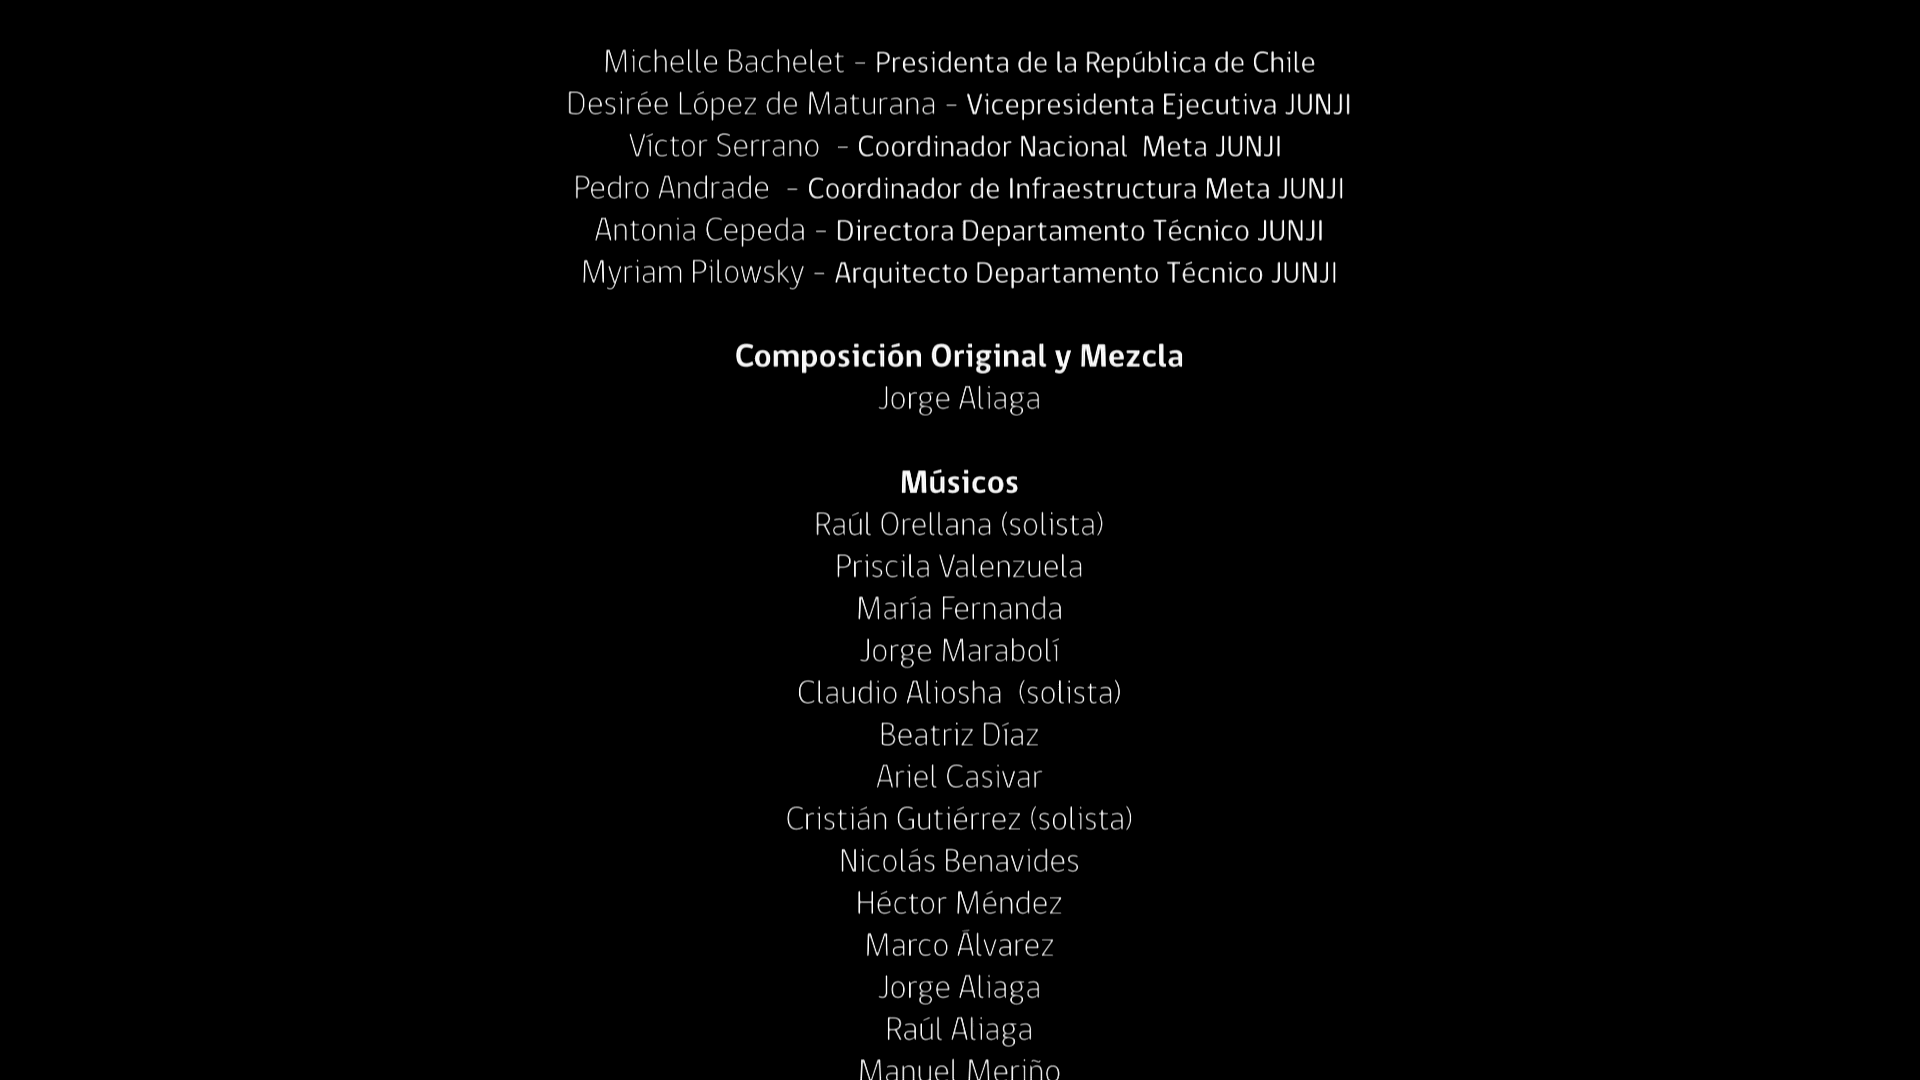 Michelle Bachelet - Presidenta de la República de Chile
Desirée López de Maturana - Vicepresidenta Ejecutiva JUNJI
Víctor Serrano - Coordinador Nacional Meta JUNJI
Pedro Andrade - Coordinador de Infraestructura Meta JUNJI
Antonia Cepeda - Directora Departamento Técnico JUNJI
Myriam Pilowsky - Arquitecto Departamento Técnico JUNJI
Composición Original y Mezcla
Jorge Aliaga
Músicos
Raúl Orellana (solista)
Priscila Valenzuela
María Fernanda
Jorge Marabolí
Claudio Aliosha (solista)
Beatriz Díaz
Ariel Casivar
Cristián Gutiérrez (solista)
Nicolás Benavides
Héctor Méndez
Marco Álvarez
Jorge Aliaga
Raúl Aliaga
Manuel Meriño